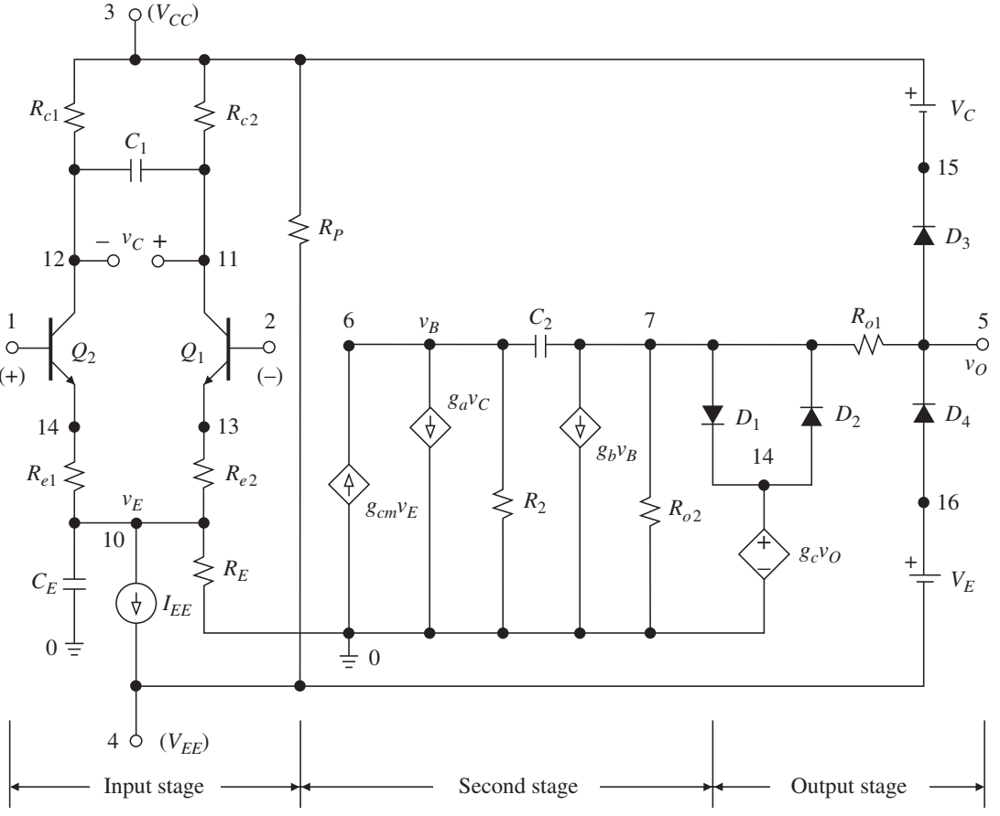 3 (V_CC)
R_c1
R_c2
C_1
V_C
+
15
R_P
D_3
12
− v_C +
11
1
(+)
Q_2
Q_1
2
(−)
6
v_B
C_2
7
R_o1
5
v_O
14
13
g_a v_C
g_b v_B
D_1
D_2
D_4
14
R_e1
R_e2
g_cm v_E
R_2
R_o2
16
v_E
10
C_E
R_E
I_EE
+
−
g_c v_O
+
V_E
0
0
4 (V_EE)
Input stage
Second stage
Output stage